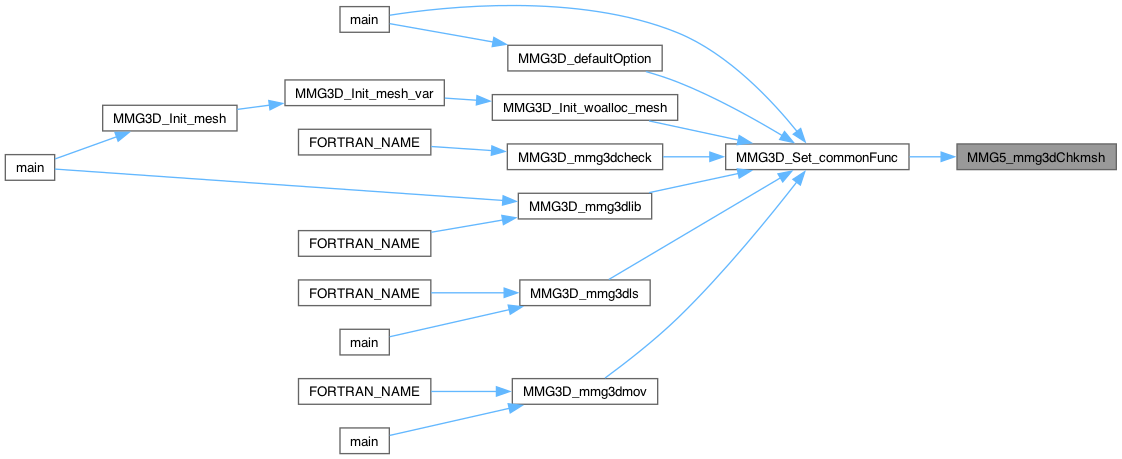 main
MMG3D_defaultOption
MMG3D_Init_mesh_var
MMG3D_Init_woalloc_mesh
MMG3D_Init_mesh
FORTRAN_NAME
MMG3D_mmg3dcheck
MMG3D_Set_commonFunc
MMG5_mmg3dChkmsh
main
MMG3D_mmg3dlib
FORTRAN_NAME
FORTRAN_NAME
MMG3D_mmg3dls
main
FORTRAN_NAME
MMG3D_mmg3dmov
main